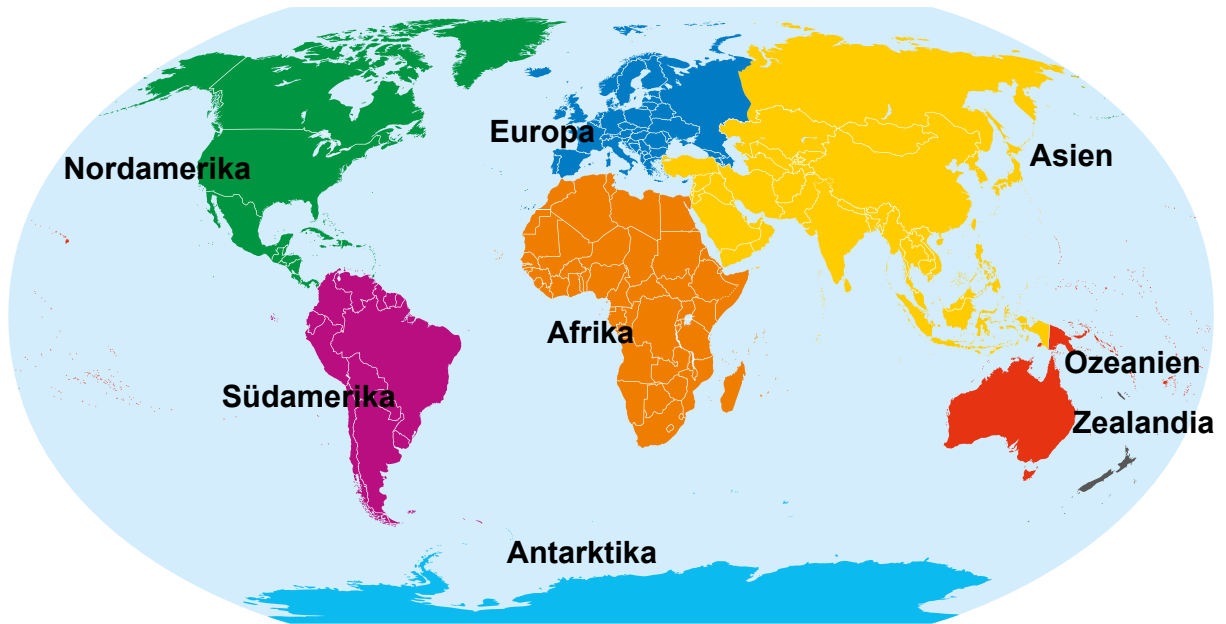 Europa
Asien
Nordamerika
Afrika
Ozeanien
Südamerika
Zealandia
Antarktika